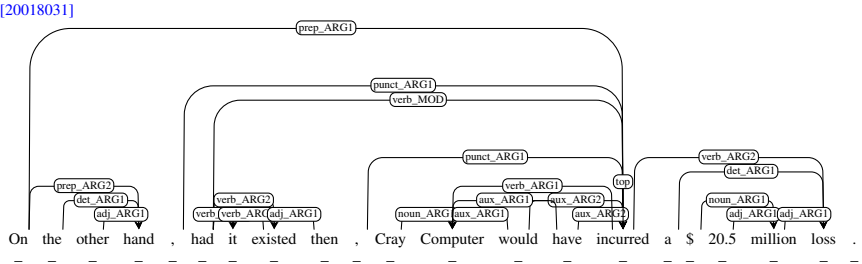 [20018031]
prep_ARG1
punct_ARG1
verb_MOD
punct_ARG1 verb_ARG2
det_ARG1
prep_ARG2 verb_ARG1 top
det_ARG1 verb_ARG2 aux_ARG1 aux_ARG2 noun_ARG1
adj_ARG1 verb verb_ARG adj_ARG1 noun_ARG aux_ARG1 aux_ARG2 adj_ARG1 adj_ARG1
On the other hand , had it existed then , Cray Computer would have incurred a $ 20.5 million loss .
_ _ _ _ _ _ _ _ _ _ _ _ _ _ _ _ _ _ _ _ _